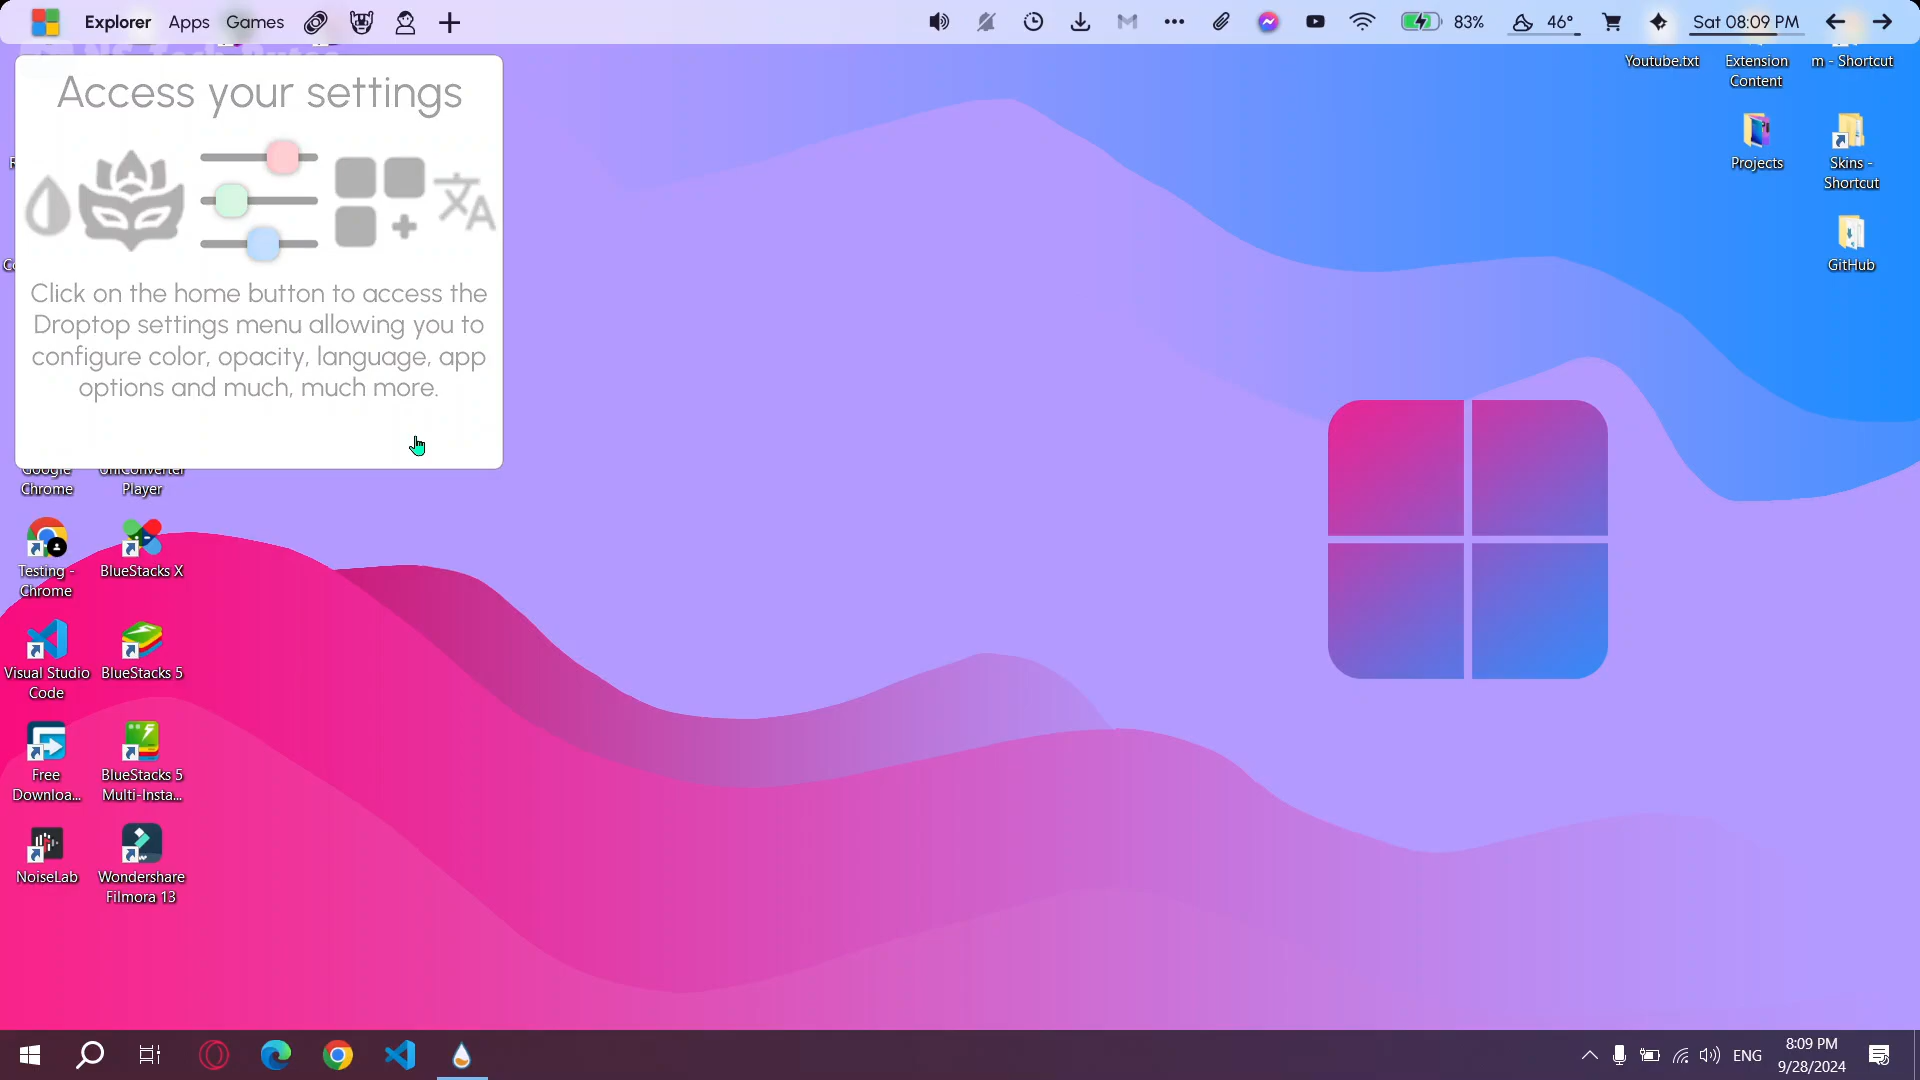 Explorer Apps Games
83% 46° Sat 08:09 PM
Access your settings
Click on the home button to access the
Droptop settings menu allowing you to
configure color, opacity, language, app
options and much, much more.
Youtube.txt
Extension
Content
m - Shortcut
Projects
Skins -
Shortcut
GitHub
Google
Chrome
UniConverter
Player
Testing -
Chrome
BlueStacks X
Visual Studio
Code
BlueStacks 5
Free
Downloa...
BlueStacks 5
Multi-Insta...
NoiseLab
Wondershare
Filmora 13
ENG
8:09 PM
9/28/2024